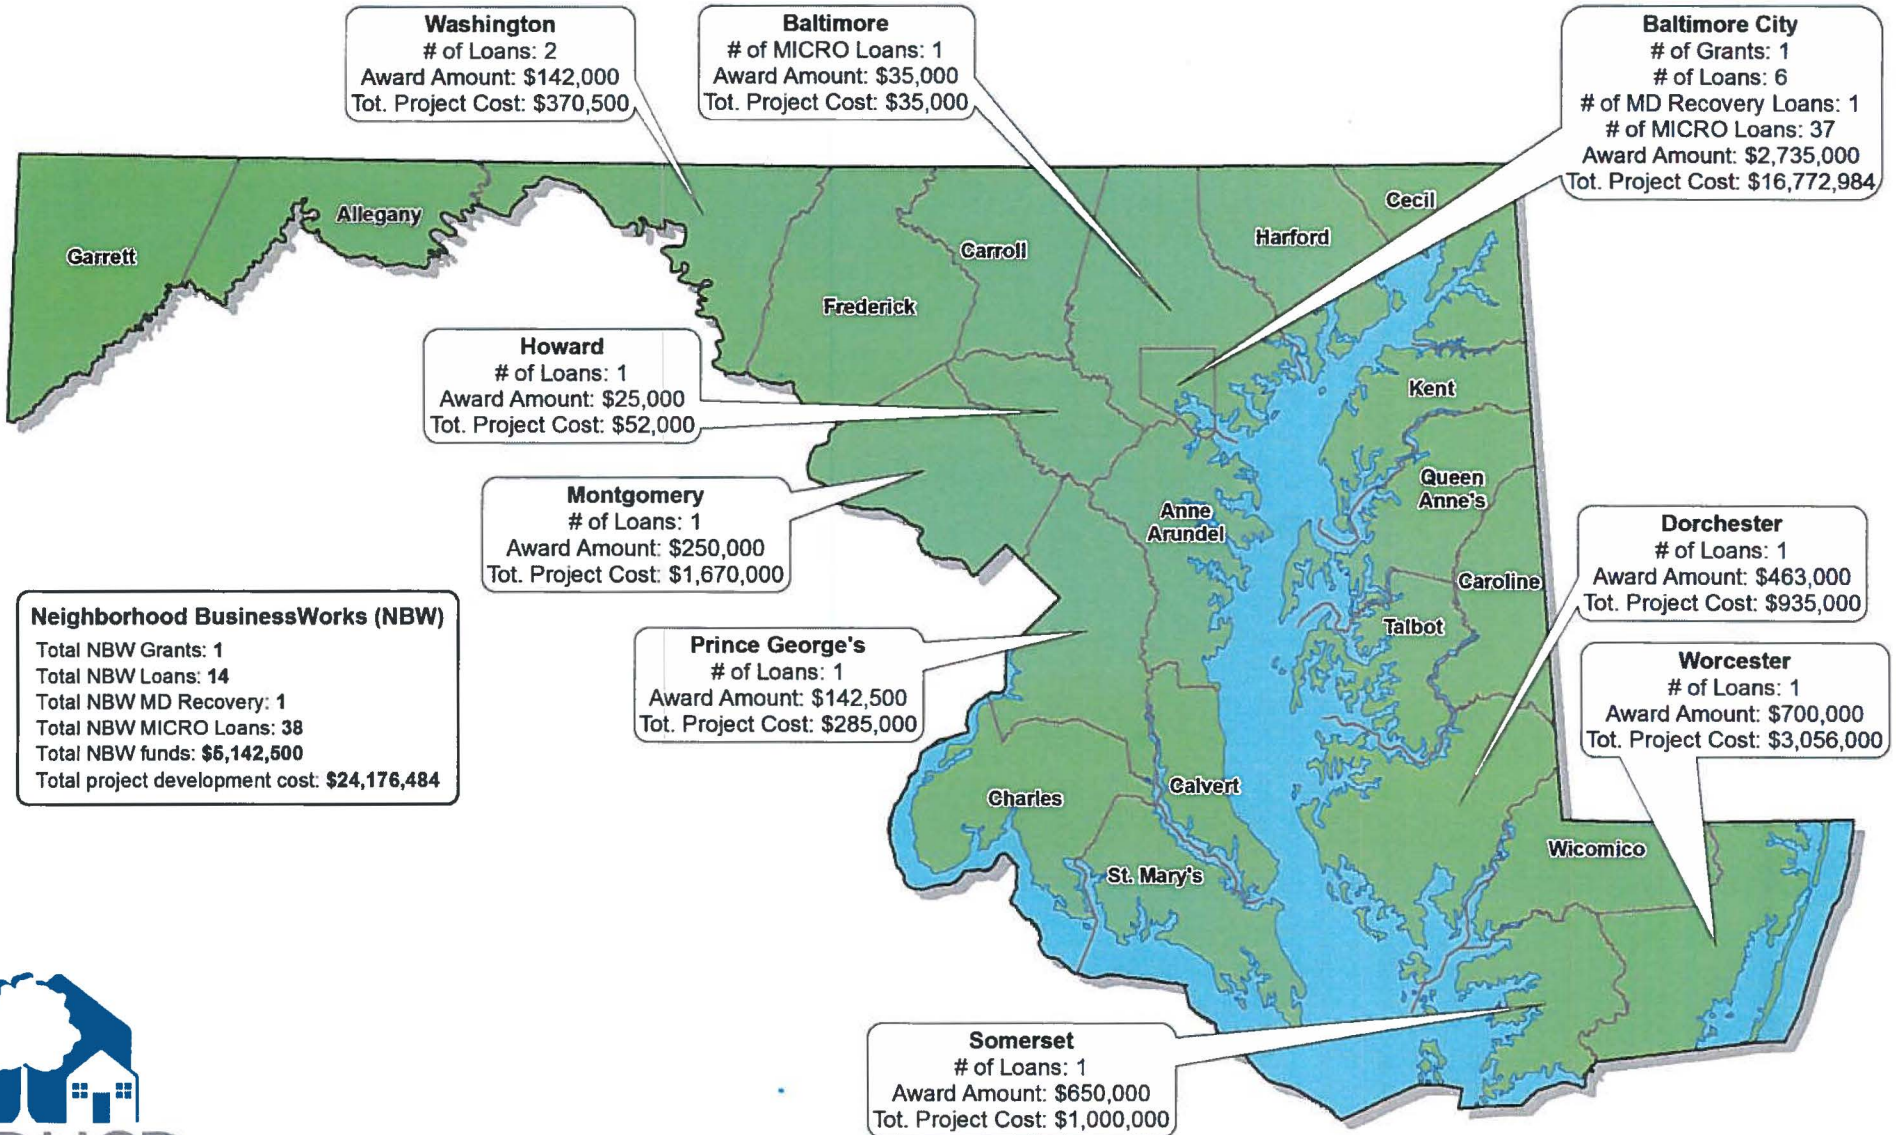 Washington
# of Loans: 2
Award Amount: $142,000
Tot. Project Cost: $370,500
Baltimore
# of MICRO Loans: 1
Award Amount: $35,000
Tot. Project Cost: $35,000
Baltimore City
# of Grants: 1
# of Loans: 6
# of MD Recovery Loans: 1
# of MICRO Loans: 37
Award Amount: $2,735,000
Tot. Project Cost: $16,772,984
Garrett
Allegany
Frederick
Carroll
Harford
Cecil
Howard
# of Loans: 1
Award Amount: $25,000
Tot. Project Cost: $52,000
Kent
Montgomery
# of Loans: 1
Award Amount: $250,000
Tot. Project Cost: $1,670,000
Anne
Arundel
Queen
Anne's
Caroline
Talbot
Dorchester
# of Loans: 1
Award Amount: $463,000
Tot. Project Cost: $935,000
Neighborhood BusinessWorks (NBW)
Total NBW Grants: 1
Total NBW Loans: 14
Total NBW MD Recovery: 1
Total NBW MICRO Loans: 38
Total NBW funds: $5,142,500
Total project development cost: $24,176,484
Prince George's
# of Loans: 1
Award Amount: $142,500
Tot. Project Cost: $285,000
Worcester
# of Loans: 1
Award Amount: $700,000
Tot. Project Cost: $3,056,000
Charles
Calvert
St. Mary's
Wicomico
Somerset
# of Loans: 1
Award Amount: $650,000
Tot. Project Cost: $1,000,000